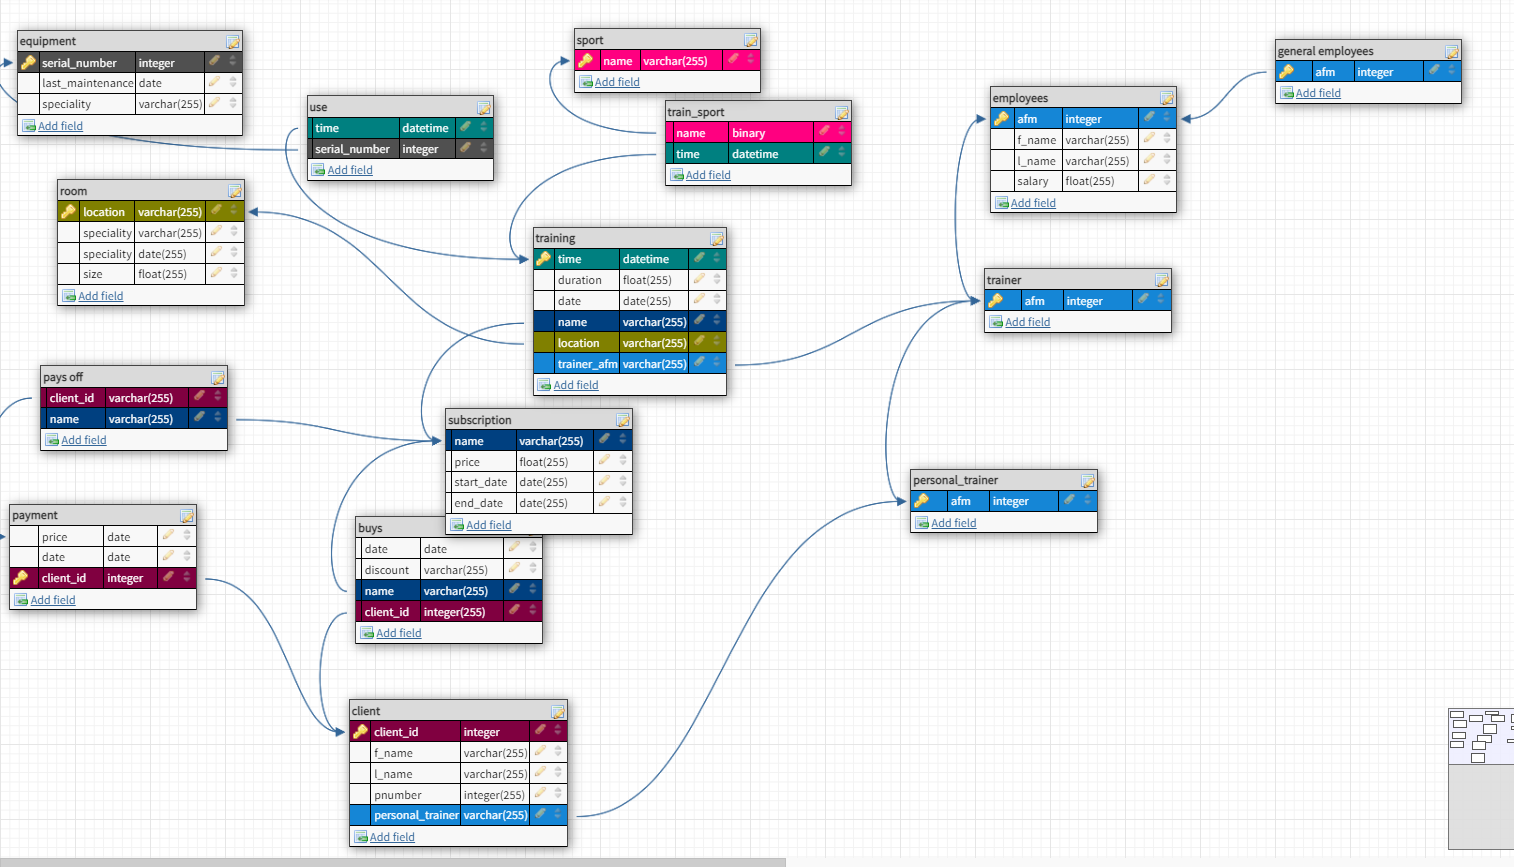 equipment
serial_number integer
last_maintenance date
speciality varchar(255)
Add field
use
time datetime
serial_number integer
Add field
sport
name varchar(255)
Add field
train_sport
name binary
time datetime
Add field
employees
afm integer
f_name varchar(255)
l_name varchar(255)
salary float(255)
Add field
general employees
afm integer
Add field
room
location varchar(255)
speciality varchar(255)
speciality date(255)
size float(255)
Add field
training
time datetime
duration float(255)
date date(255)
name varchar(255)
location varchar(255)
trainer_afm varchar(255)
Add field
trainer
afm integer
Add field
pays off
client_id varchar(255)
name varchar(255)
Add field
subscription
name varchar(255)
price float(255)
start_date date(255)
end_date date(255)
Add field
personal_trainer
afm integer
Add field
payment
price date
date date
client_id integer
Add field
buys
date date
discount varchar(255)
name varchar(255)
client_id integer(255)
Add field
client
client_id integer
f_name varchar(255)
l_name varchar(255)
pnumber integer(255)
personal_trainer varchar(255)
Add field